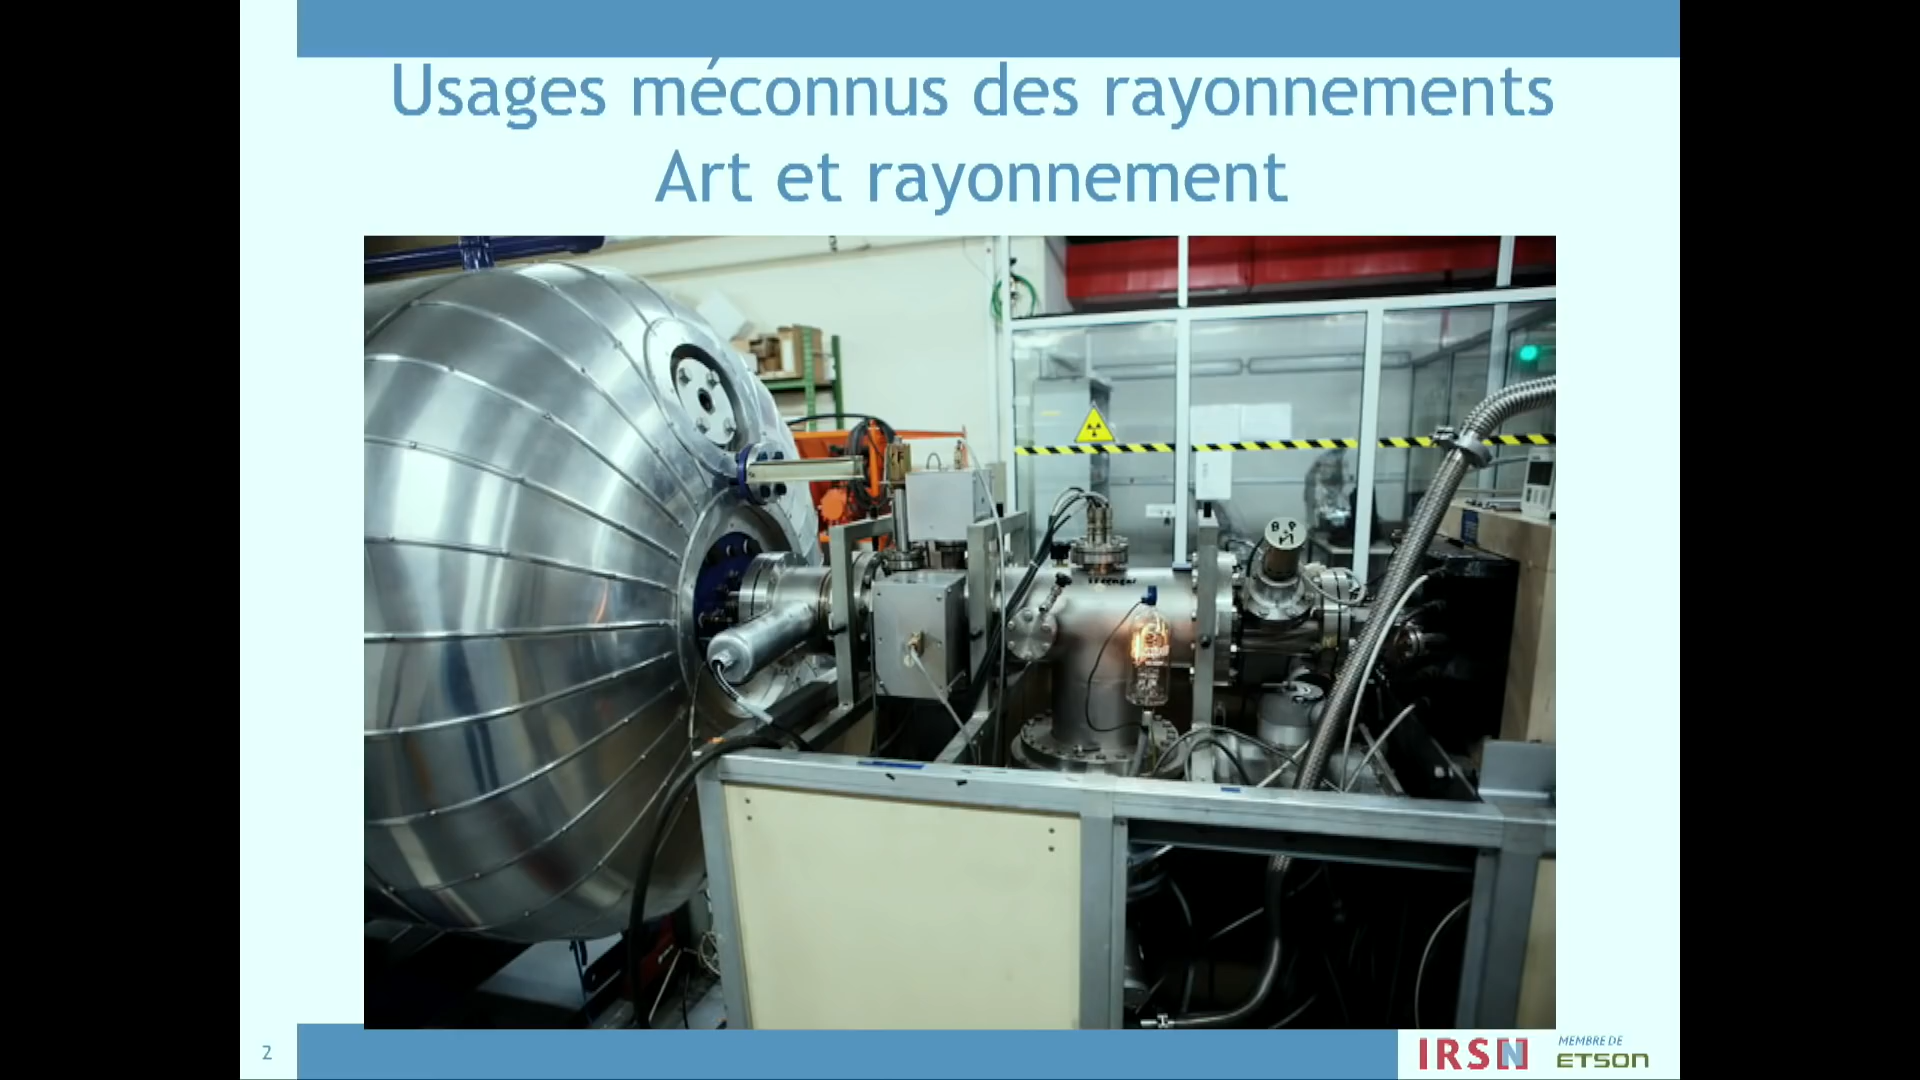 Usages méconnus des rayonnements
Art et rayonnement
B P
2
IRSN
MEMBRE DE
ETSON